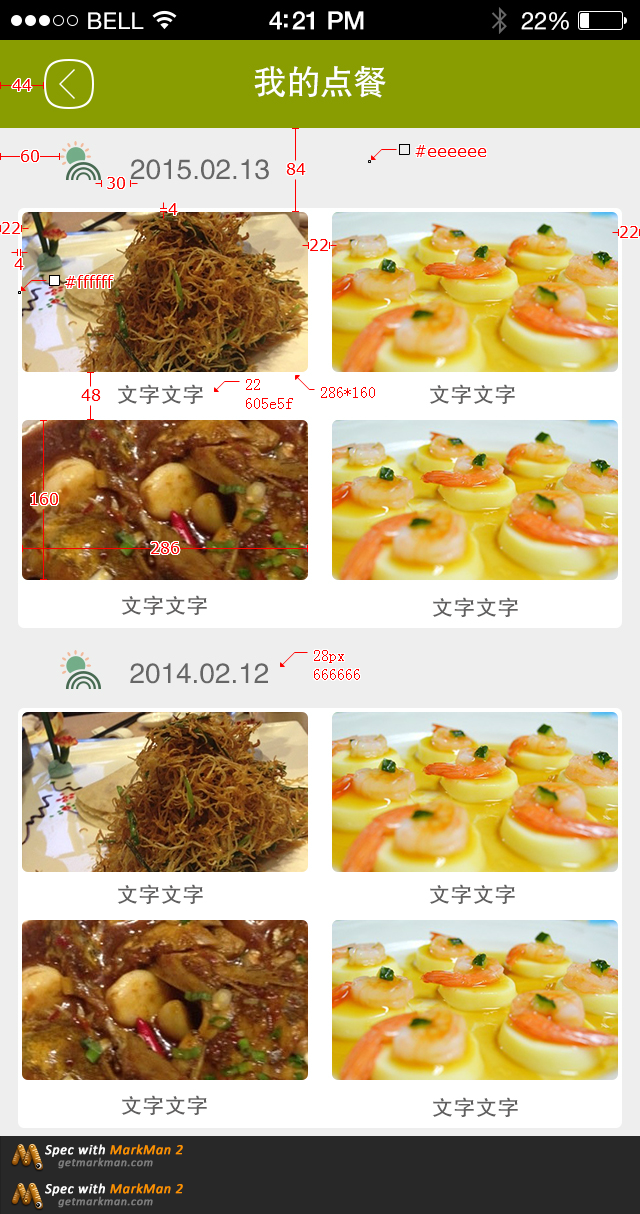 BELL 4:21 PM 22%
44 我的点餐
60 2015.02.13 84 #eeeeee
30
4
22 22 22
4 #ffffff
48 文字文字 22 286*160 文字文字
605e5f
160
286
文字文字 文字文字
2014.02.12 28px
666666
文字文字 文字文字
文字文字 文字文字
Spec with MarkMan 2
getmarkman.com
Spec with MarkMan 2
getmarkman.com